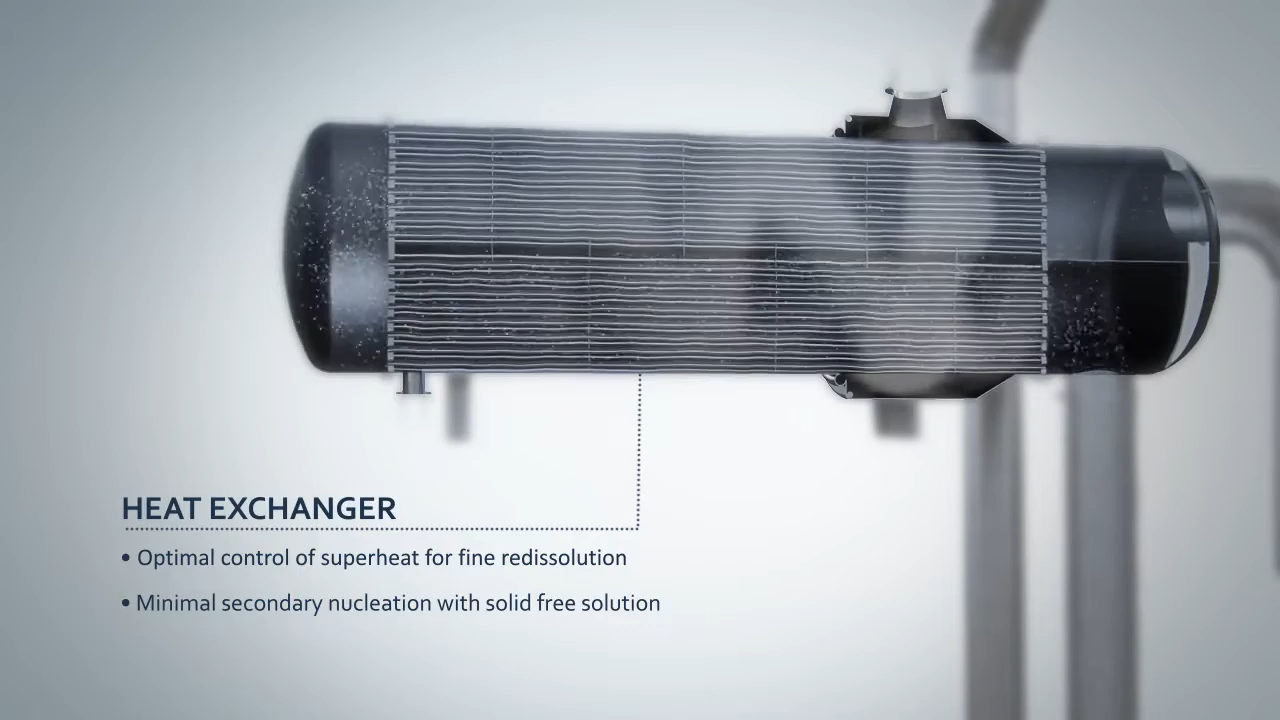 HEAT EXCHANGER
• Optimal control of superheat for fine redissolution
• Minimal secondary nucleation with solid free solution